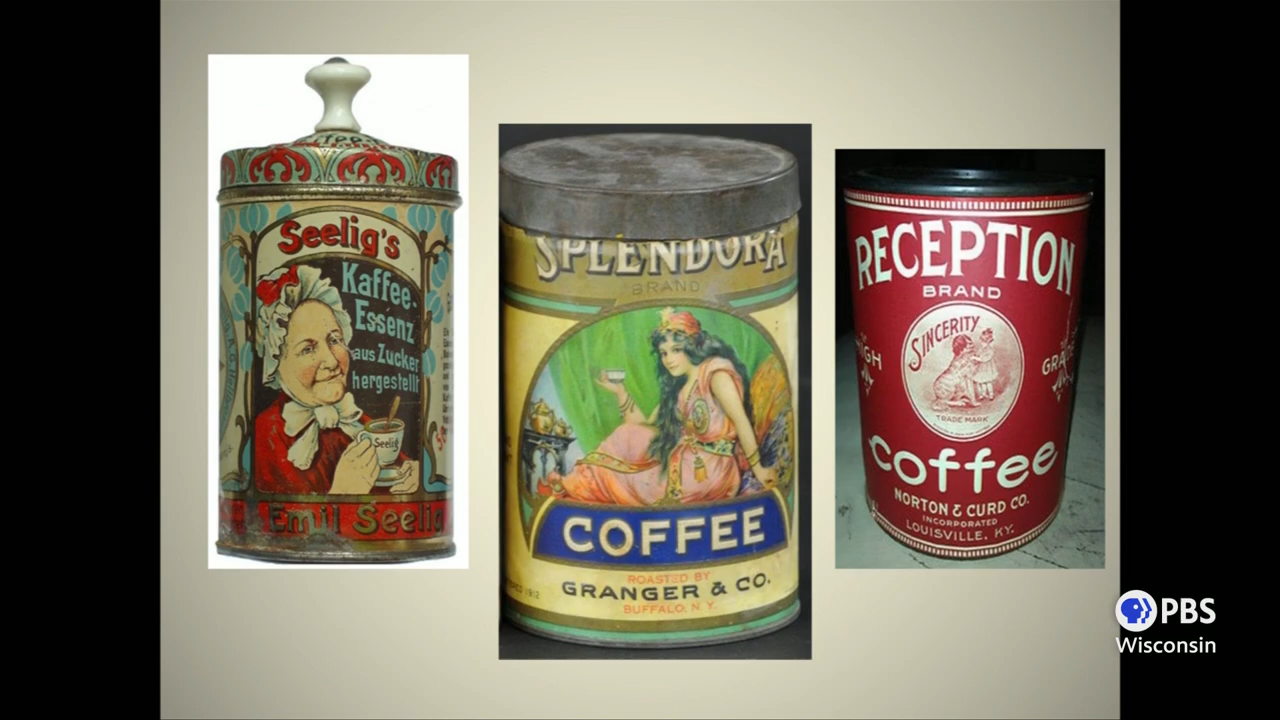 Seelig's
Kaffee-
Essenz
aus Zucker
hergestellt
Seelig
Emil Seelig
SPLENDORA
BRAND
COFFEE
ROASTED BY
GRANGER & CO.
BUFFALO, N.Y.
1912
RECEPTION
BRAND
SINCERITY
TRADE MARK
Coffee
NORTON & CURD CO.
INCORPORATED
LOUISVILLE, KY.
PBS
Wisconsin